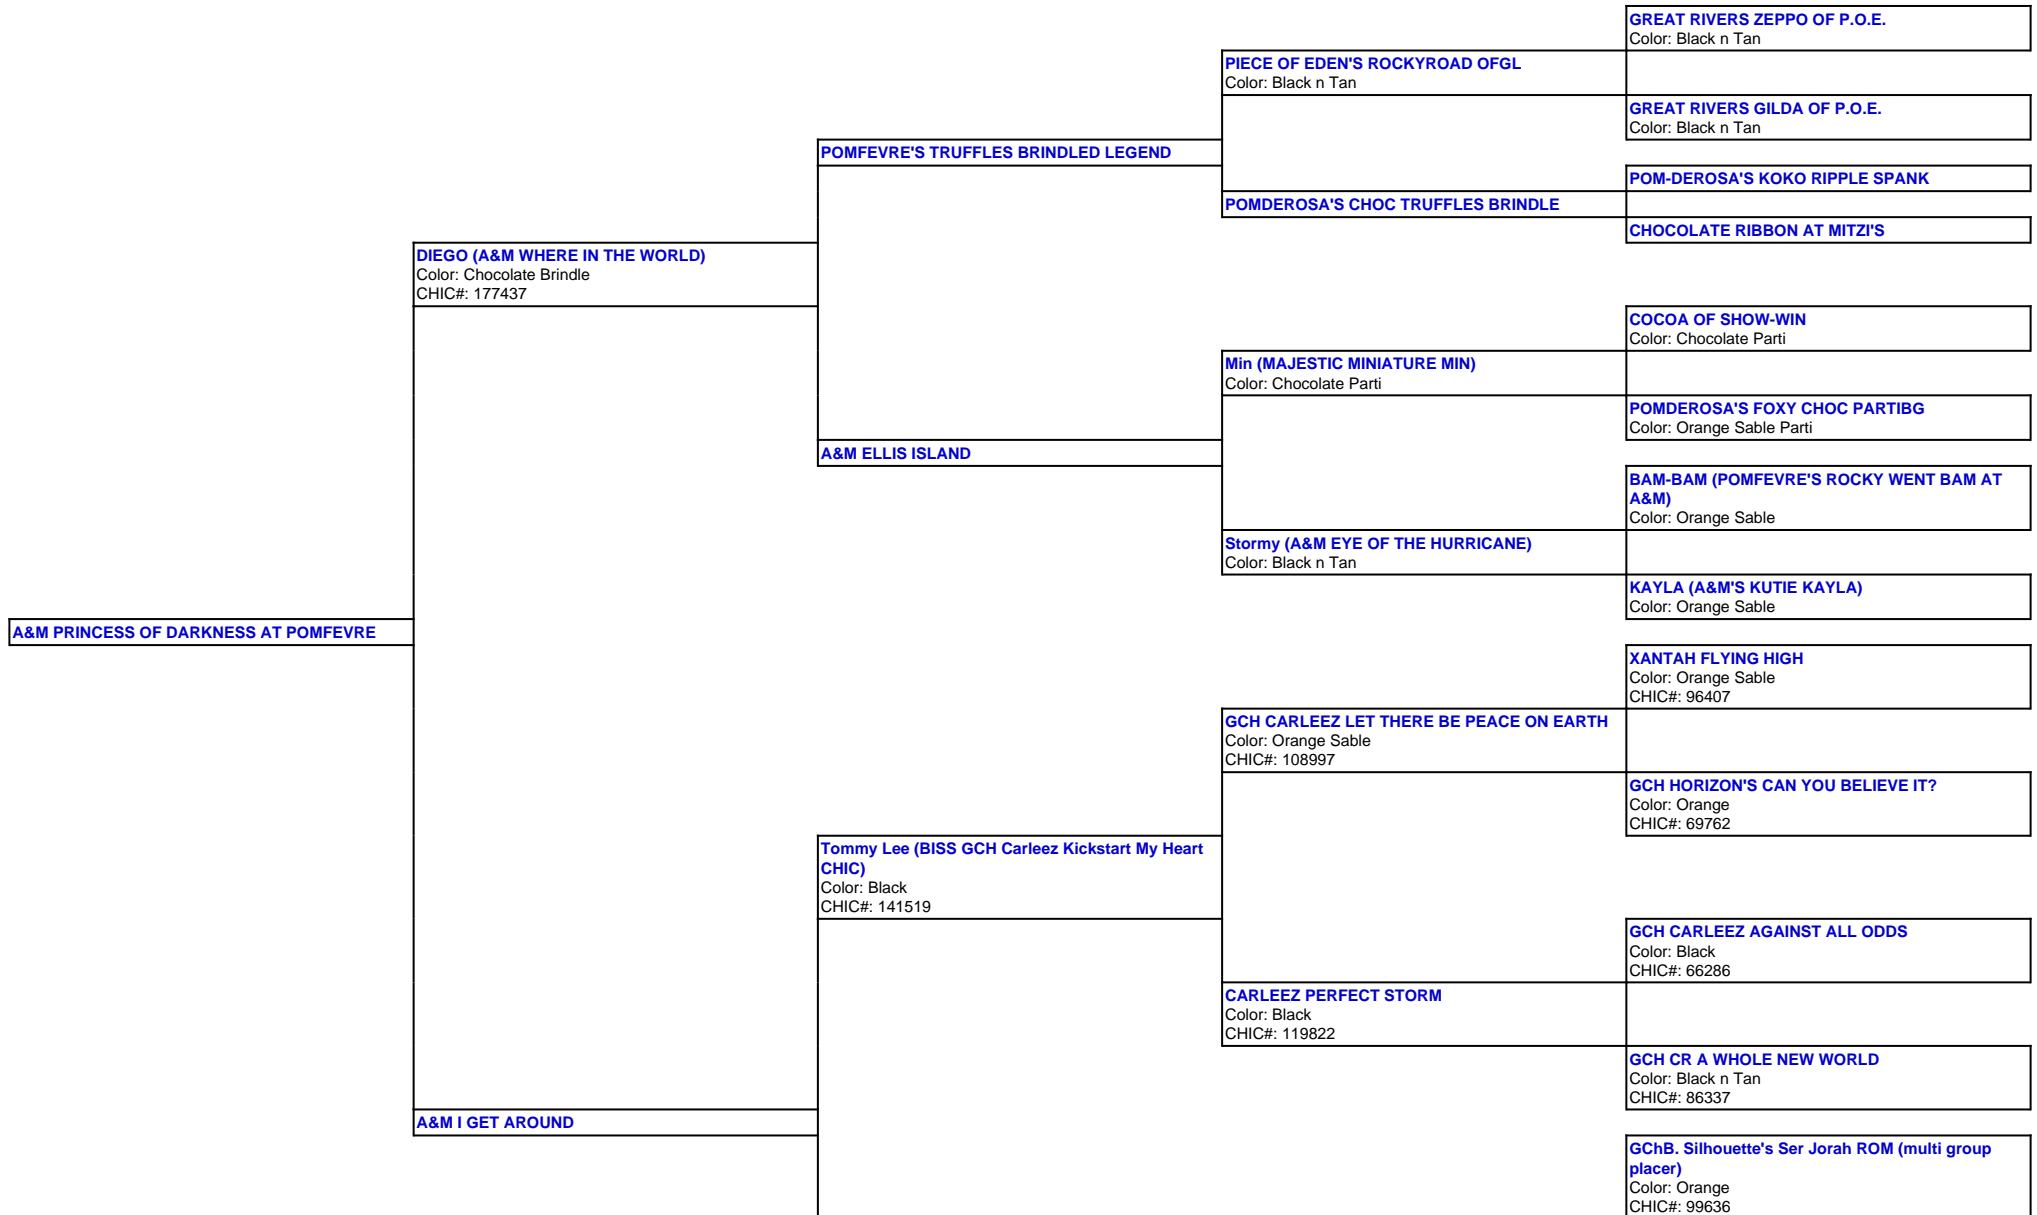 GREAT RIVERS ZEPPO OF P.O.E.
Color: Black n Tan
PIECE OF EDEN'S ROCKYROAD OFGL
Color: Black n Tan
GREAT RIVERS GILDA OF P.O.E.
Color: Black n Tan
POMFEVRE'S TRUFFLES BRINDLED LEGEND
POM-DEROSA'S KOKO RIPPLE SPANK
POMDEROSA'S CHOC TRUFFLES BRINDLE
CHOCOLATE RIBBON AT MITZI'S
DIEGO (A&M WHERE IN THE WORLD)
Color: Chocolate Brindle
CHIC#: 177437
COCOA OF SHOW-WIN
Color: Chocolate Parti
Min (MAJESTIC MINIATURE MIN)
Color: Chocolate Parti
POMDEROSA'S FOXY CHOC PARTIBG
Color: Orange Sable Parti
A&M ELLIS ISLAND
BAM-BAM (POMFEVRE'S ROCKY WENT BAM AT
A&M)
Color: Orange Sable
Stormy (A&M EYE OF THE HURRICANE)
Color: Black n Tan
KAYLA (A&M'S KUTIE KAYLA)
Color: Orange Sable
A&M PRINCESS OF DARKNESS AT POMFEVRE
XANTAH FLYING HIGH
Color: Orange Sable
CHIC#: 96407
GCH CARLEEZ LET THERE BE PEACE ON EARTH
Color: Orange Sable
CHIC#: 108997
GCH HORIZON'S CAN YOU BELIEVE IT?
Color: Orange
CHIC#: 69762
Tommy Lee (BISS GCH Carleez Kickstart My Heart
CHIC)
Color: Black
CHIC#: 141519
GCH CARLEEZ AGAINST ALL ODDS
Color: Black
CHIC#: 66286
CARLEEZ PERFECT STORM
Color: Black
CHIC#: 119822
GCH CR A WHOLE NEW WORLD
Color: Black n Tan
CHIC#: 86337
A&M I GET AROUND
GChB. Silhouette's Ser Jorah ROM (multi group
placer)
Color: Orange
CHIC#: 99636